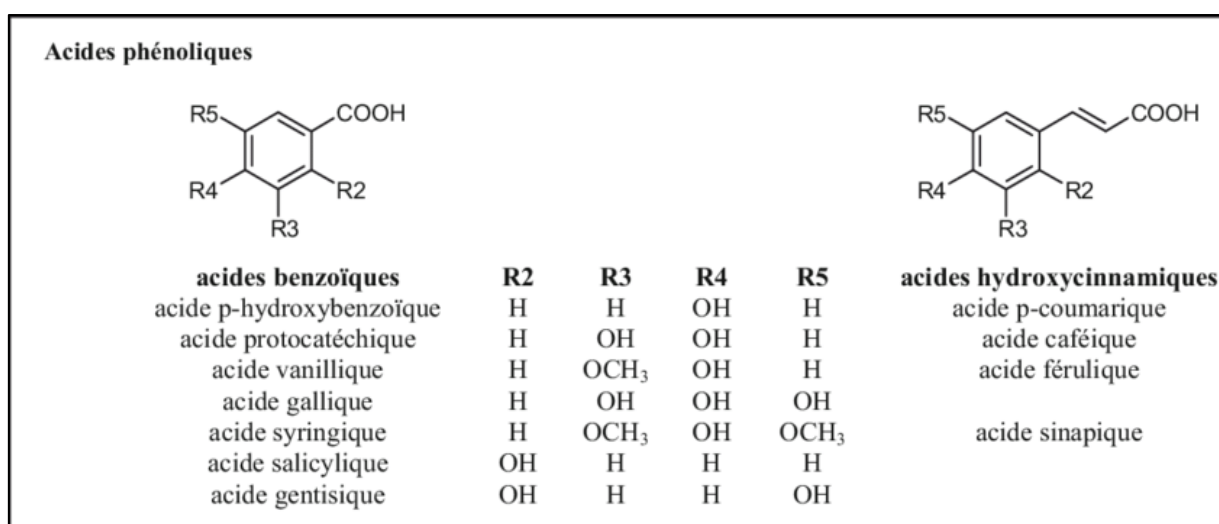 Acides phénoliques
R5 COOH R5 COOH
R4 R2 R4 R2
R3 R3
acides benzoïques R2 R3 R4 R5 acides hydroxycinnamiques
acide p-hydroxybenzoïque H H OH H acide p-coumarique
acide protocatéchique H OH OH H acide caféique
acide vanillique H OCH₃ OH H acide férulique
acide gallique H OH OH OH
acide syringique H OCH₃ OH OCH₃ acide sinapique
acide salicylique OH H H H
acide gentisique OH H H OH